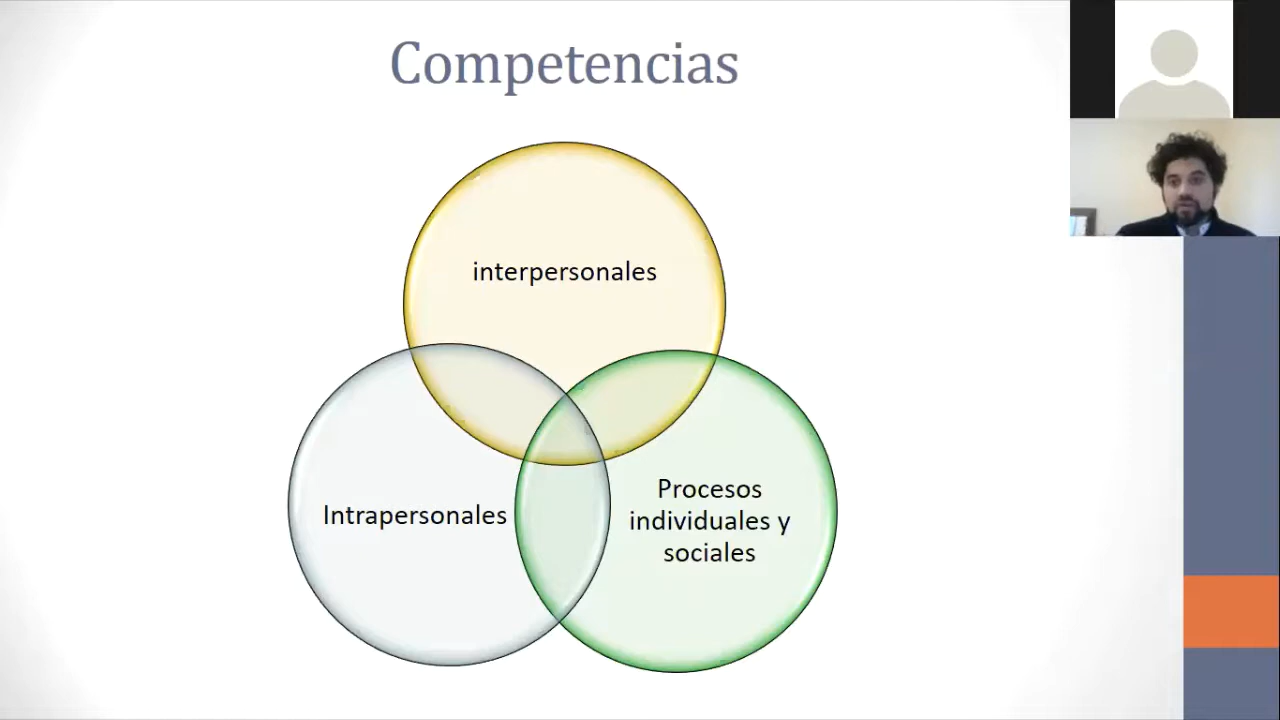 Competencias
interpersonales
Intrapersonales
Procesos
individuales y
sociales